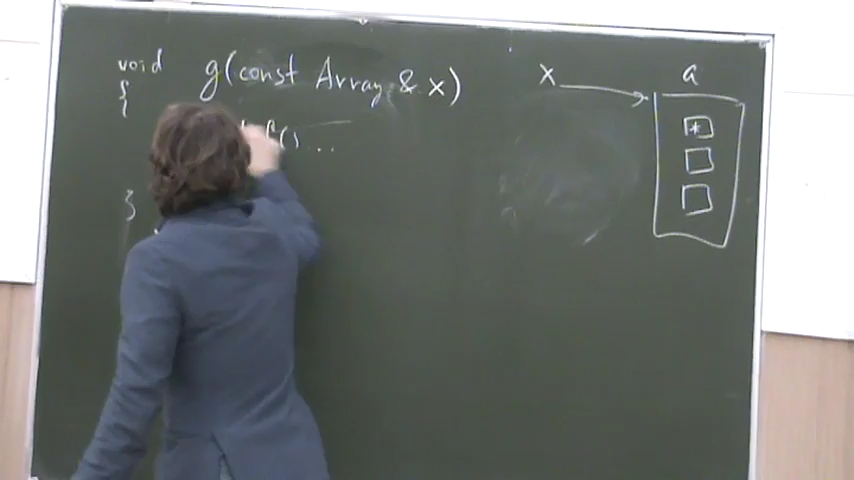 void g(const Array & x) x a
{ *
f() ...
}